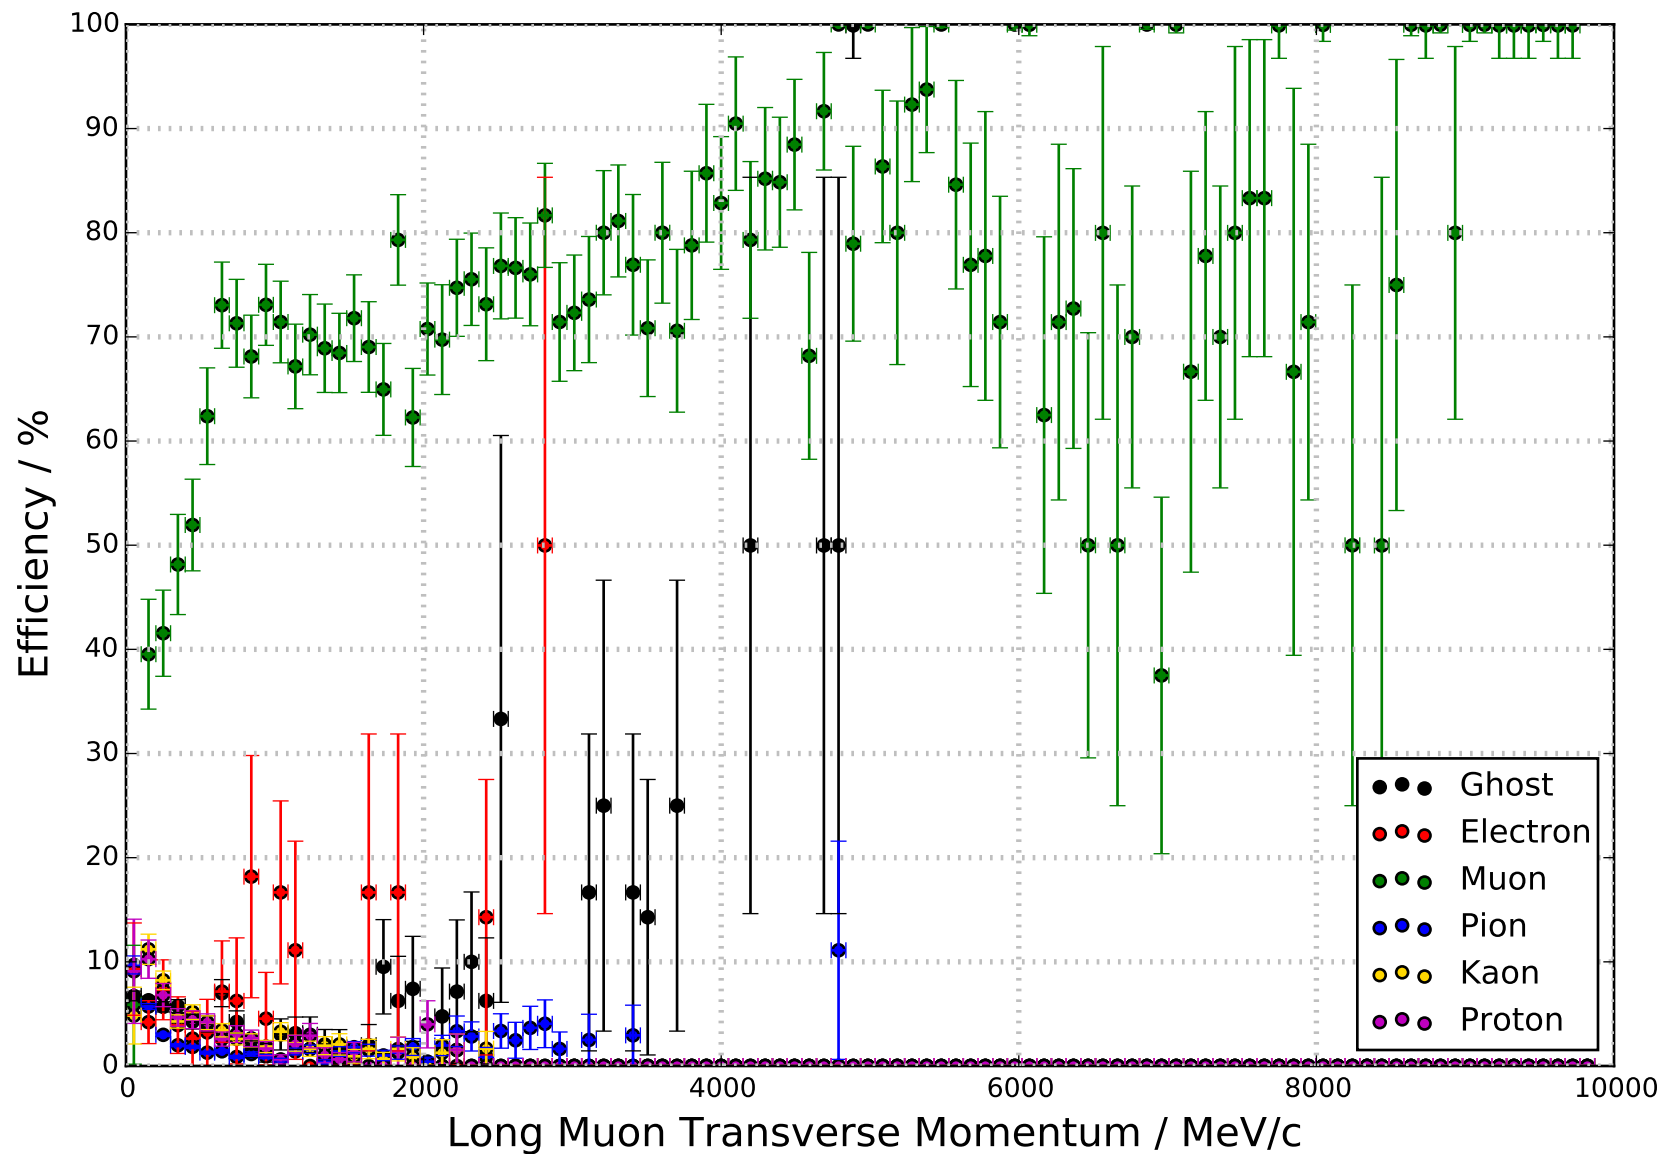 100
90
80
70
60
50
40
30
20
10
0
Efficiency / %
0 2000 4000 6000 8000 10000
Long Muon Transverse Momentum / MeV/c
Ghost
Electron
Muon
Pion
Kaon
Proton